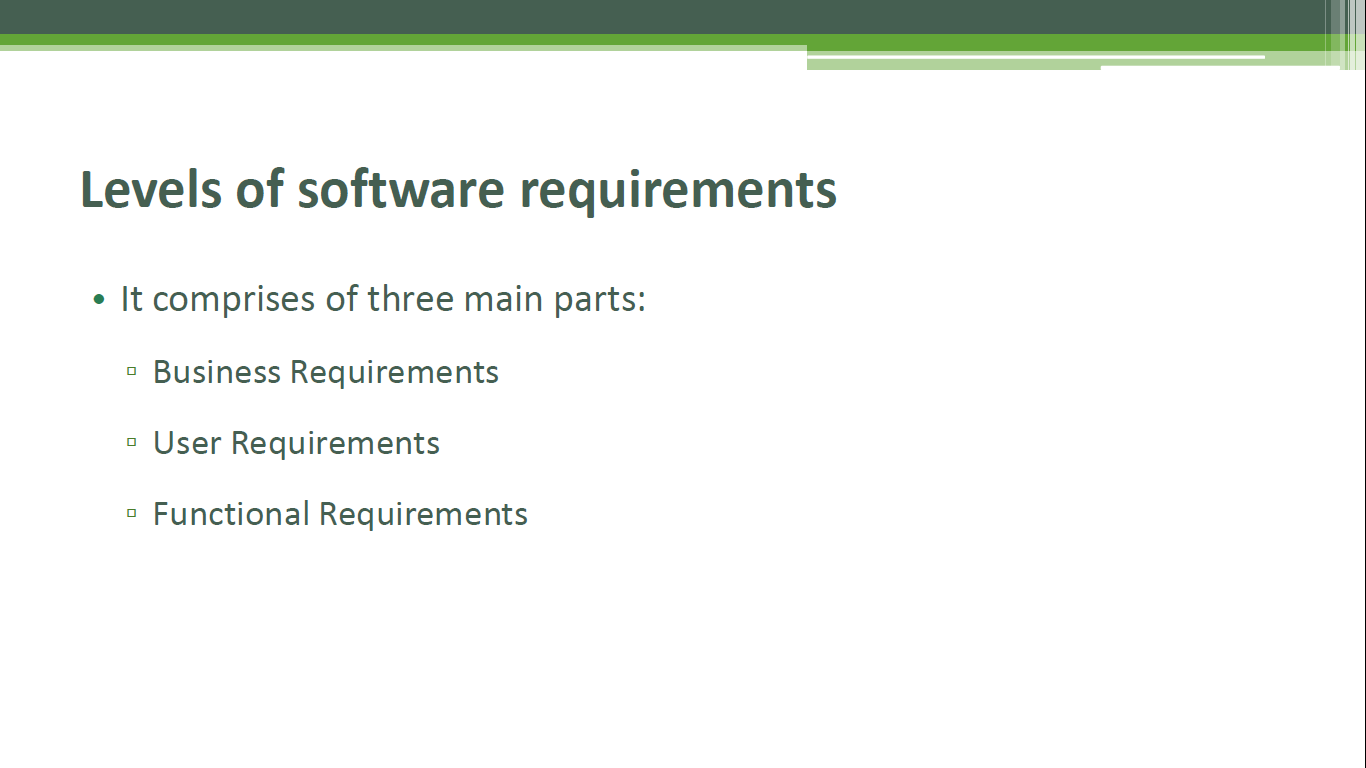 Levels of software requirements
• It comprises of three main parts:
▫ Business Requirements
▫ User Requirements
▫ Functional Requirements